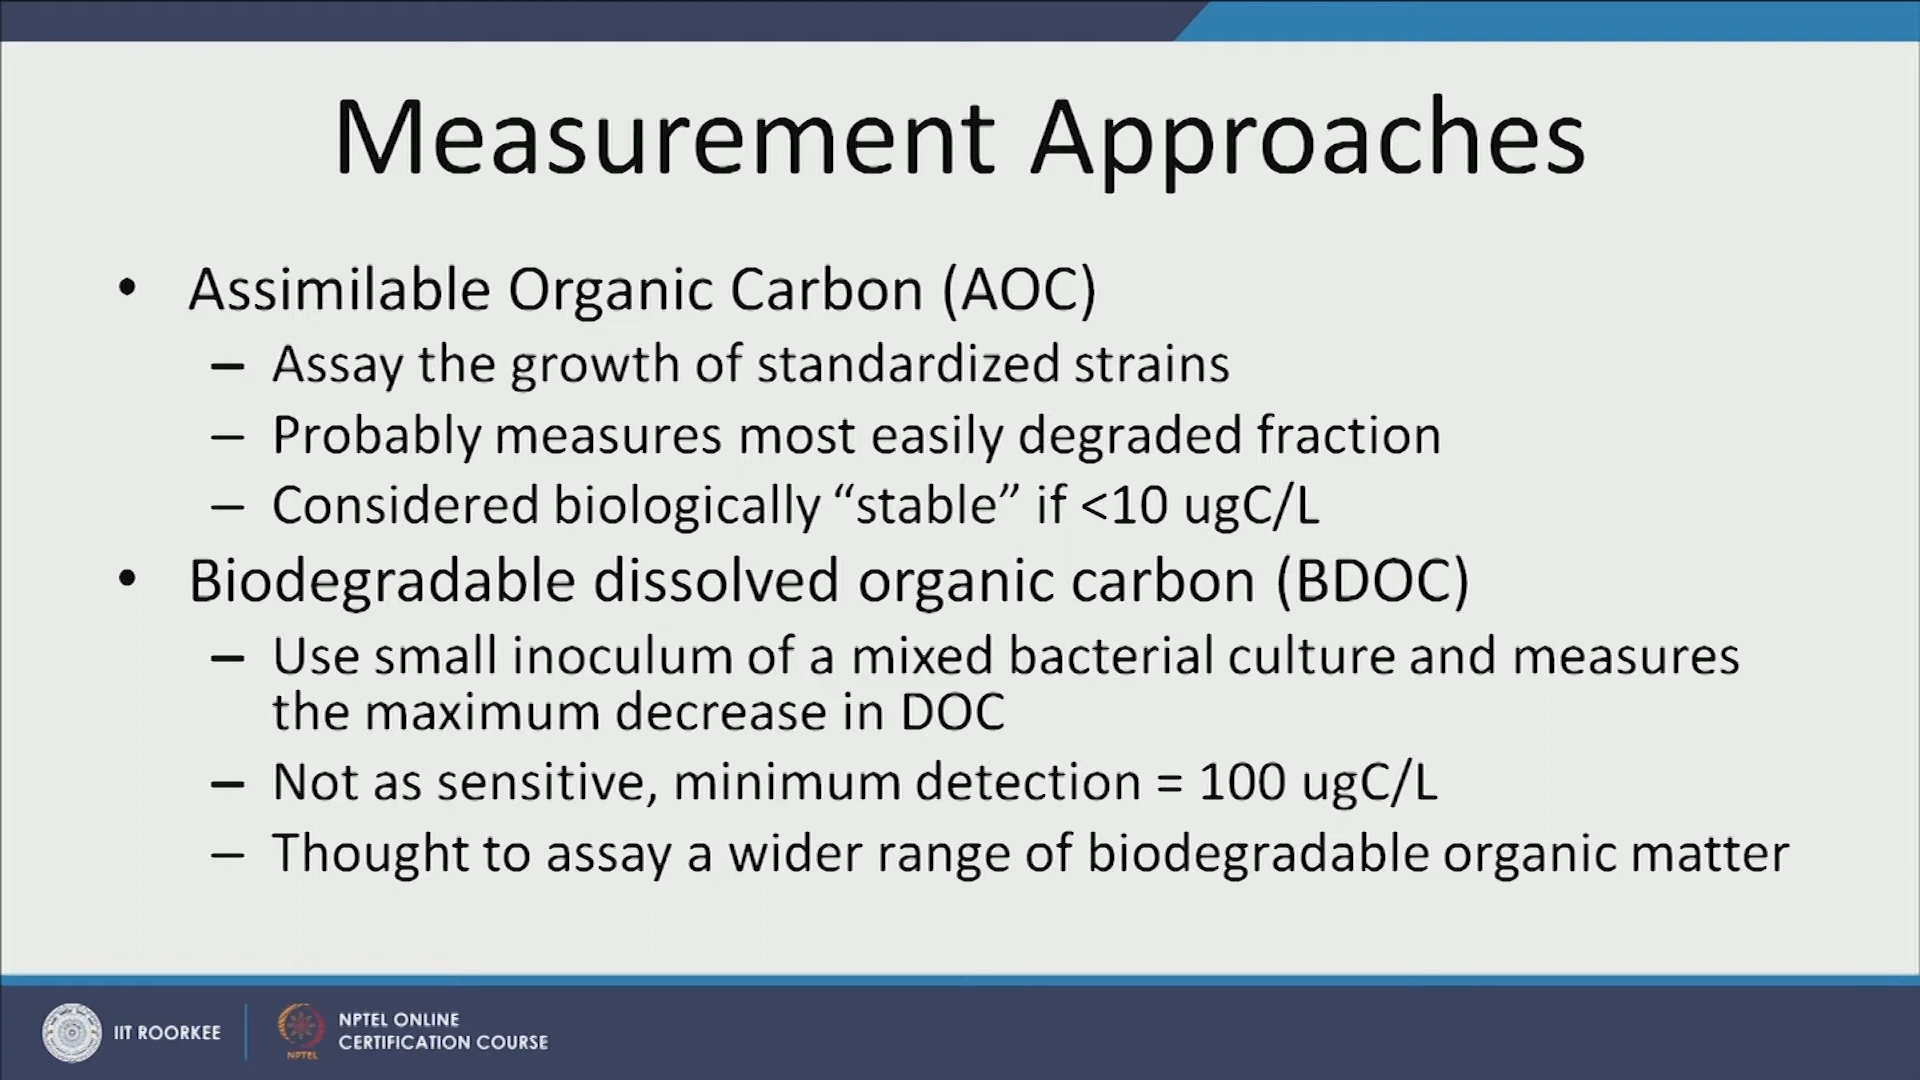 Measurement Approaches
• Assimilable Organic Carbon (AOC)
– Assay the growth of standardized strains
– Probably measures most easily degraded fraction
– Considered biologically “stable” if <10 ugC/L
• Biodegradable dissolved organic carbon (BDOC)
– Use small inoculum of a mixed bacterial culture and measures
the maximum decrease in DOC
– Not as sensitive, minimum detection = 100 ugC/L
– Thought to assay a wider range of biodegradable organic matter
IIT ROORKEE
NPTEL
NPTEL ONLINE
CERTIFICATION COURSE